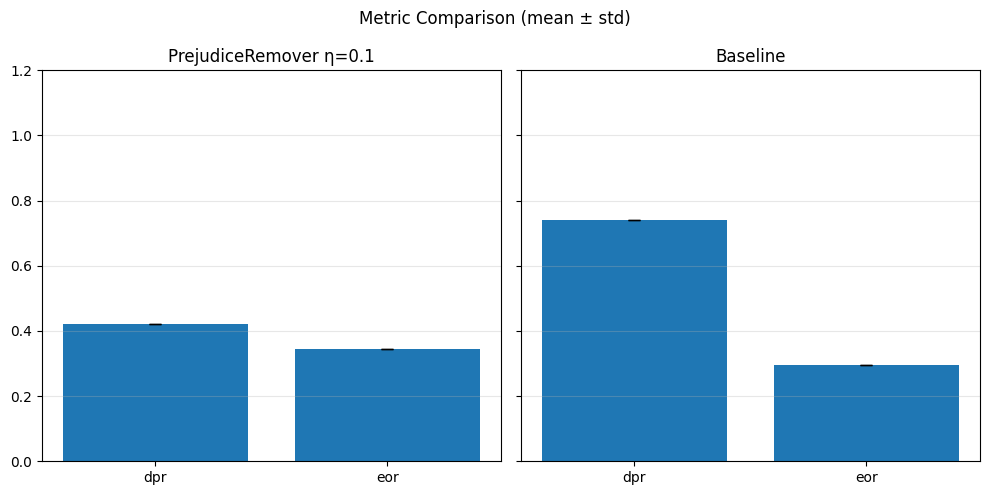 Metric Comparison (mean ± std)
PrejudiceRemover η=0.1
Baseline
1.2
1.0
0.8
0.6
0.4
0.2
0.0
dpr
eor
dpr
eor